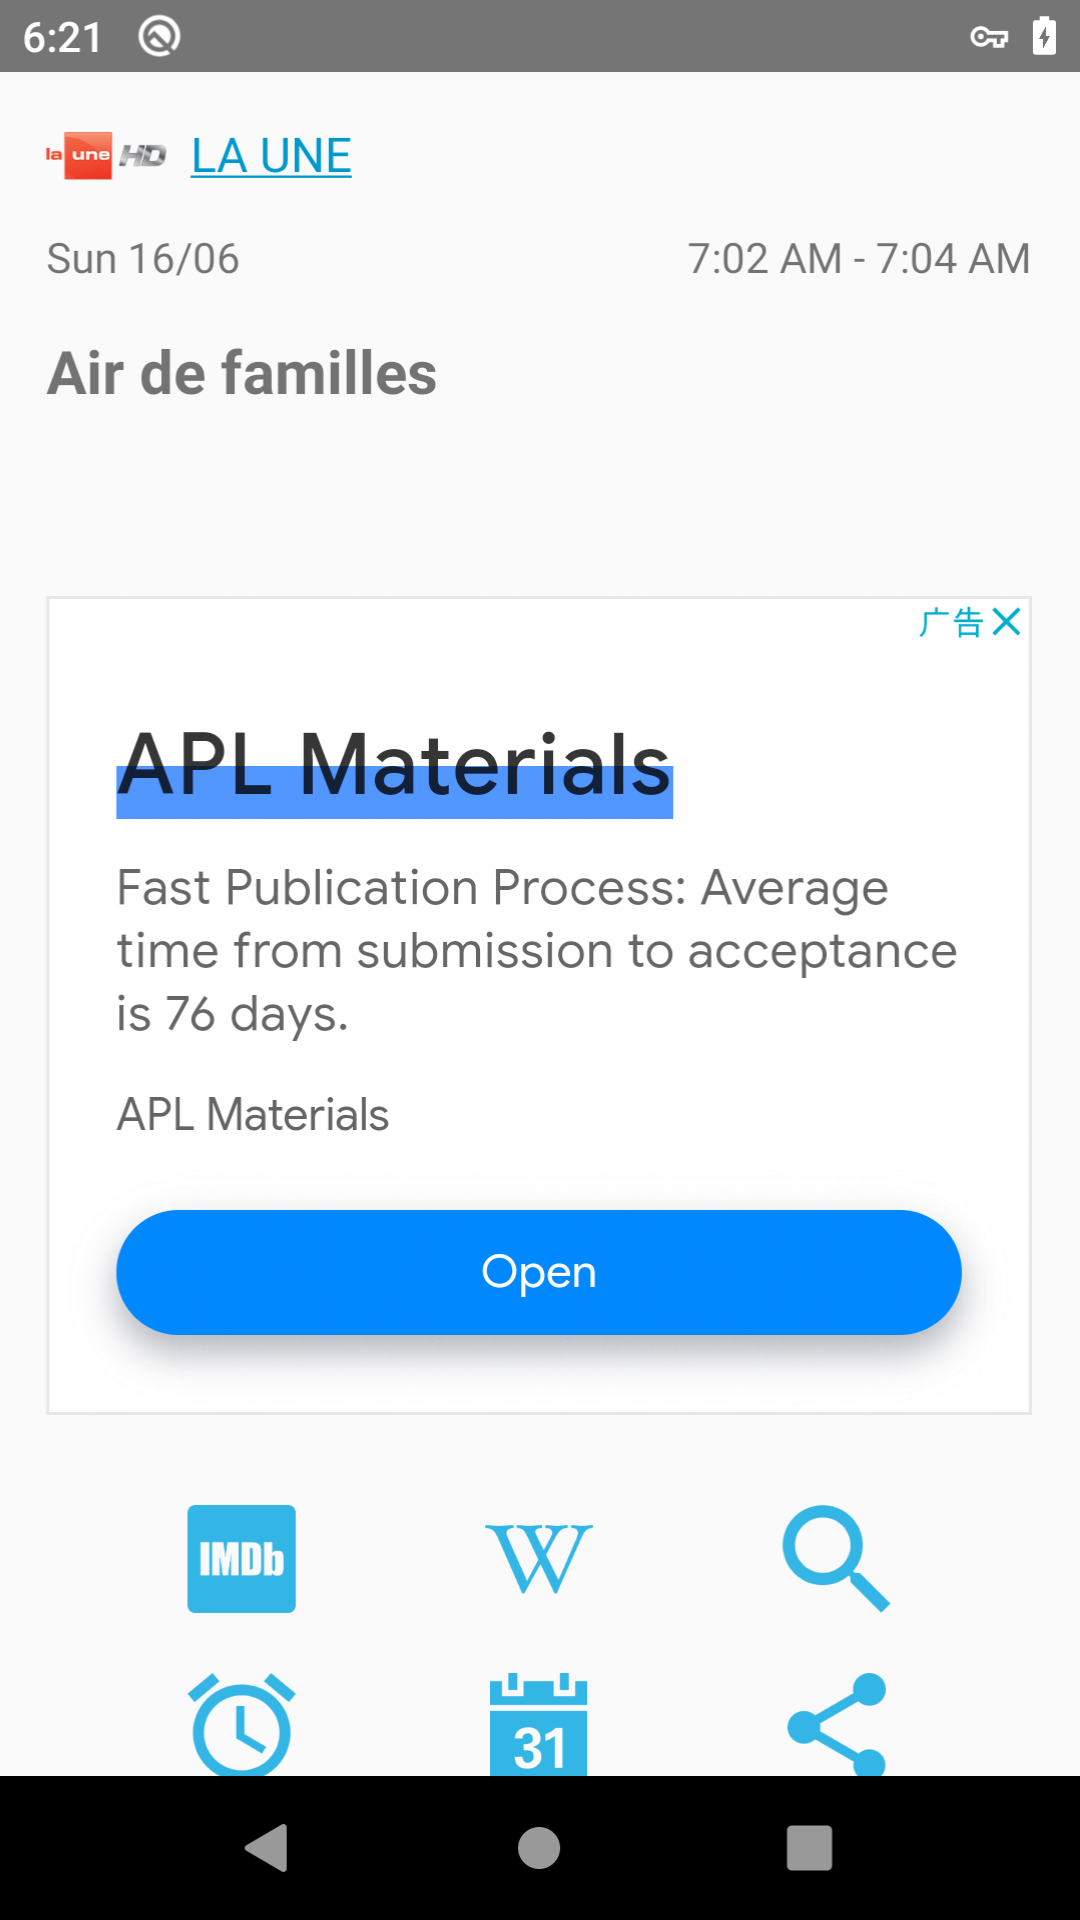 6:21
la une HD LA UNE
Sun 16/06 7:02 AM - 7:04 AM
Air de familles
广告
APL Materials
Fast Publication Process: Average
time from submission to acceptance
is 76 days.
APL Materials
Open
IMDb W
31